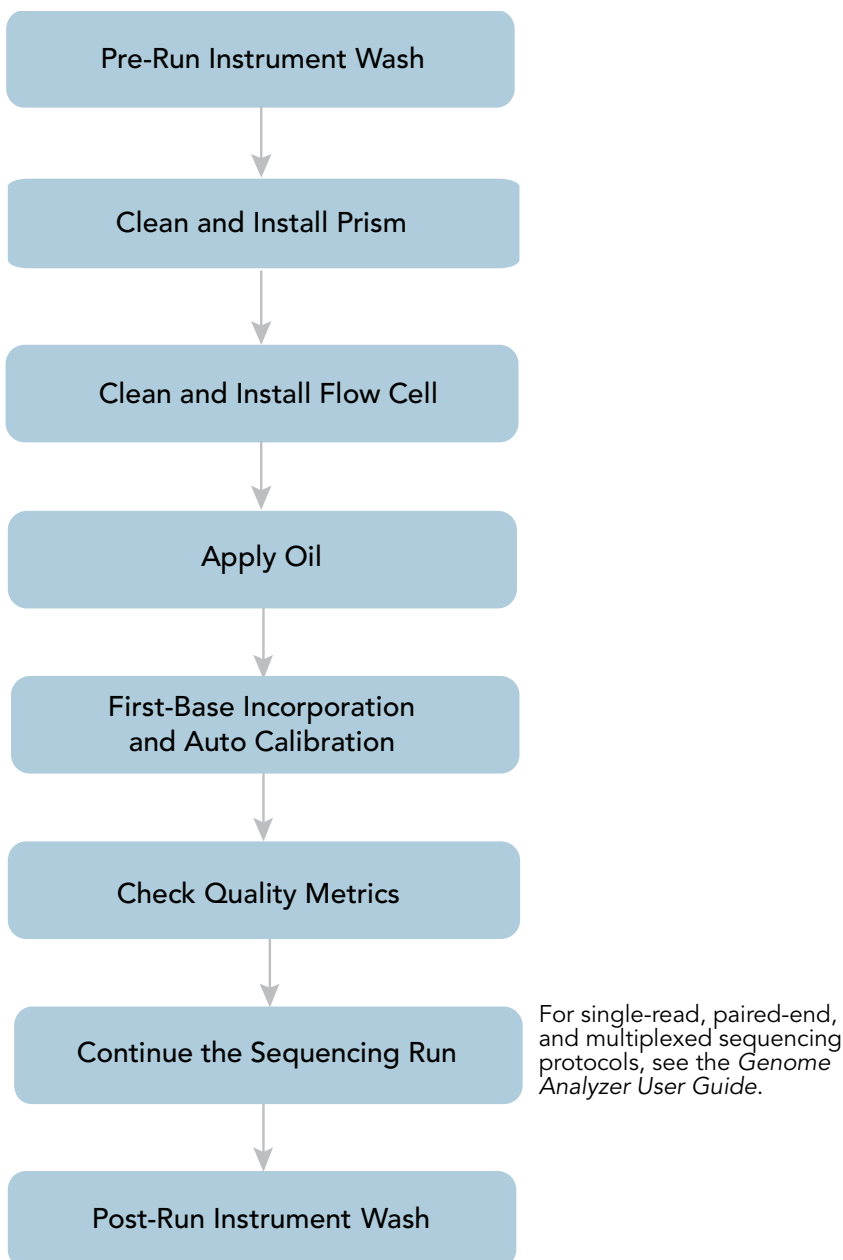 Pre-Run Instrument Wash
Clean and Install Prism
Clean and Install Flow Cell
Apply Oil
First-Base Incorporation
and Auto Calibration
Check Quality Metrics
Continue the Sequencing Run
For single-read, paired-end,
and multiplexed sequencing
protocols, see the Genome
Analyzer User Guide.
Post-Run Instrument Wash